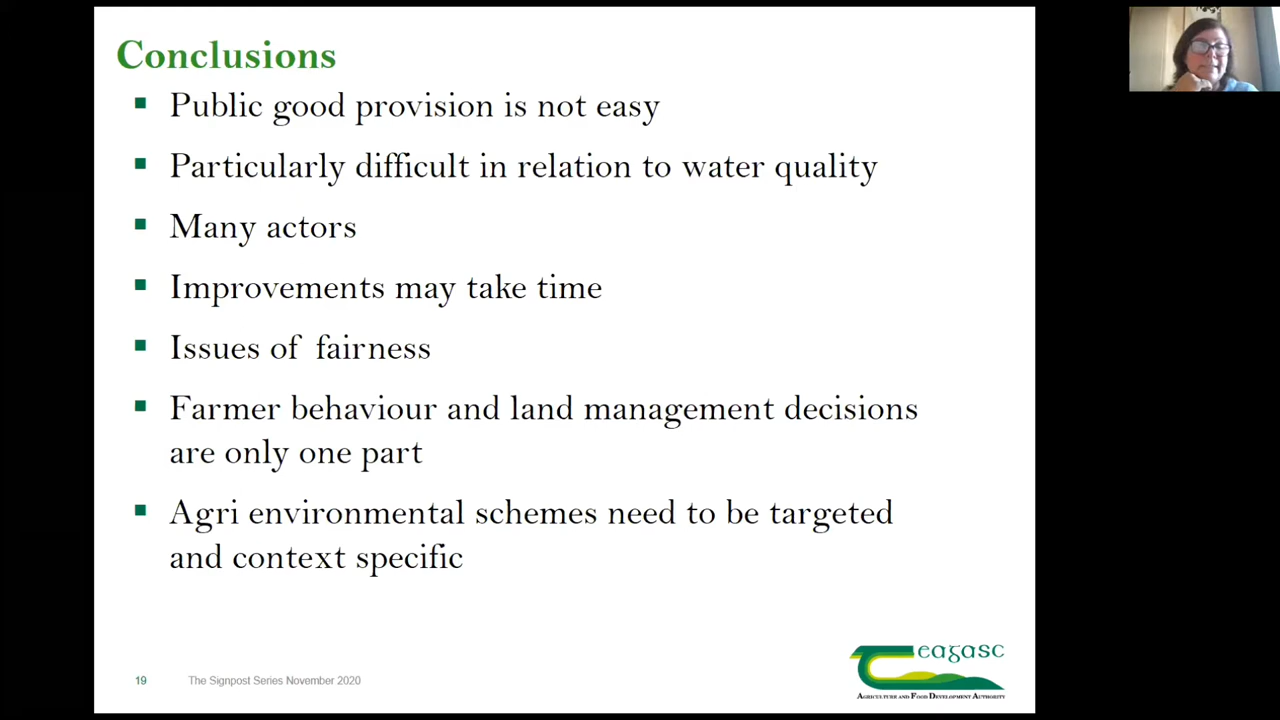 Conclusions
Public good provision is not easy
Particularly difficult in relation to water quality
Many actors
Improvements may take time
Issues of fairness
Farmer behaviour and land management decisions
are only one part
Agri environmental schemes need to be targeted
and context specific
19 The Signpost Series November 2020
eagasc
AGRICULTURE AND FOOD DEVELOPMENT AUTHORITY